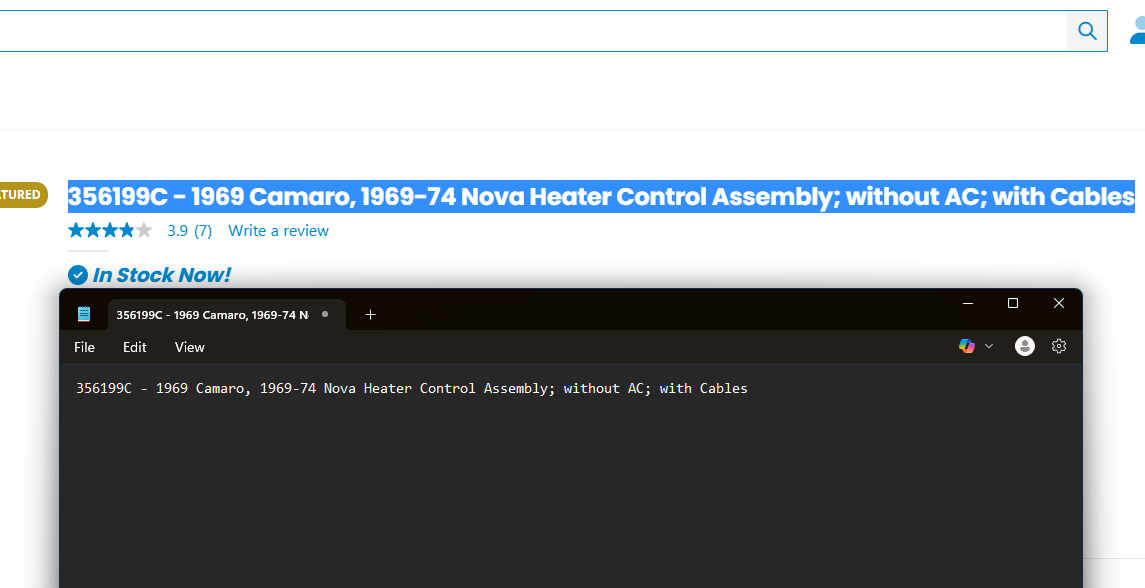 TURED
356199C - 1969 Camaro, 1969-74 Nova Heater Control Assembly; without AC; with Cables
3.9 (7) Write a review
In Stock Now!
356199C - 1969 Camaro, 1969-74 N
File Edit View
356199C - 1969 Camaro, 1969-74 Nova Heater Control Assembly; without AC; with Cables